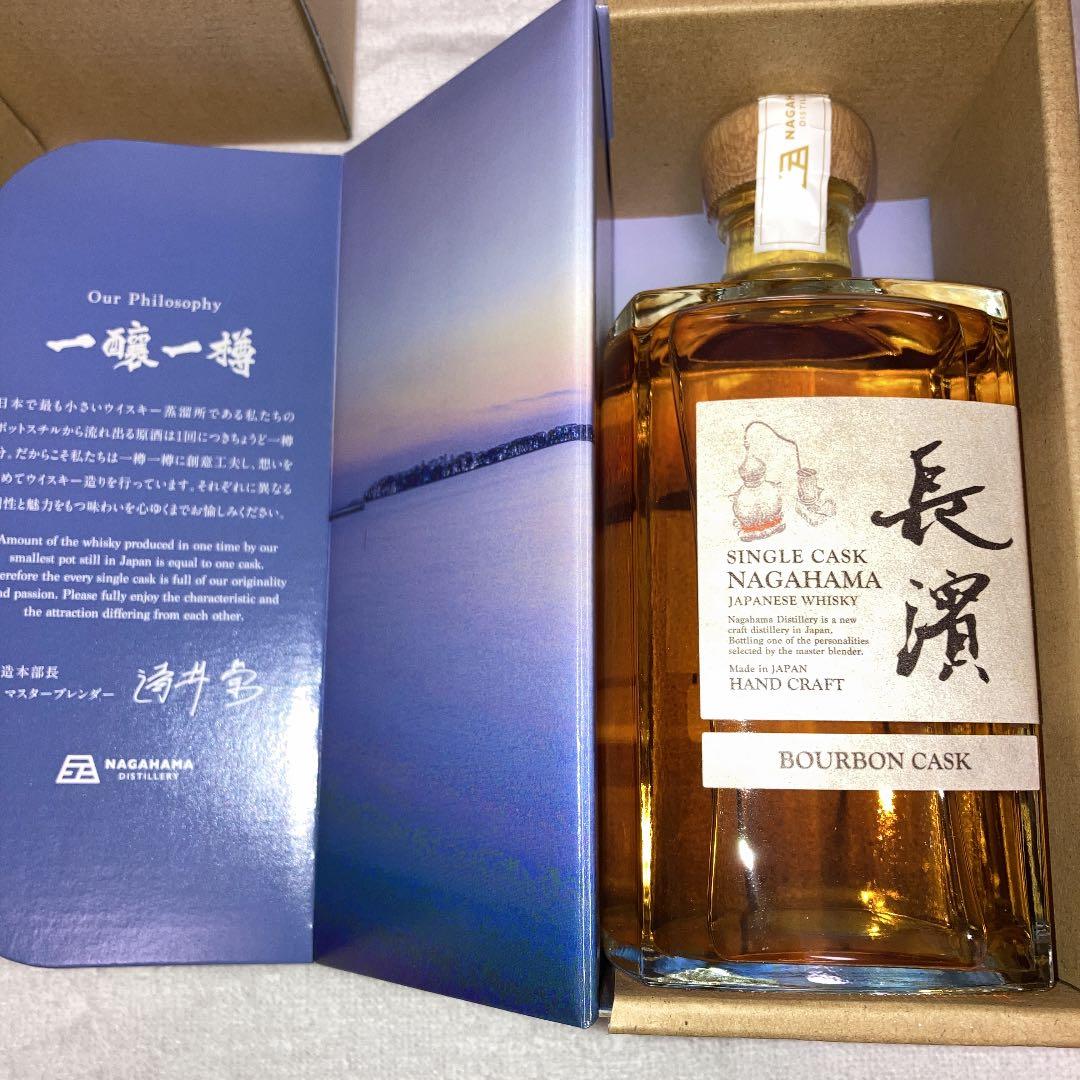 Our Philosophy
一醸一樽
日本で最も小さいウイスキー蒸溜所である私たちの
ポットスチルから流れ出る原酒は1回につきちょうど一樽
分。だからこそ私たちは一樽一樽に創意工夫し、想いを
めてウイスキー造りを行っています。それぞれに異なる
性と魅力をもつ味わいを心ゆくまでお愉しみください。
Amount of the whisky produced in one time by our
smallest pot still in Japan is equal to one cask.
erefore the every single cask is full of our originality
nd passion. Please fully enjoy the characteristic and
the attraction differing from each other.
造本部長
マスターブレンダー
NAGAHAMA
DISTILLERY
NAGAHA
DISTI
長濱
SINGLE CASK
NAGAHAMA
JAPANESE WHISKY
Nagahama Distillery is a new
craft distillery in Japan,
Bottling one of the personalities
selected by the master blender.
Made in JAPAN
HAND CRAFT
BOURBON CASK